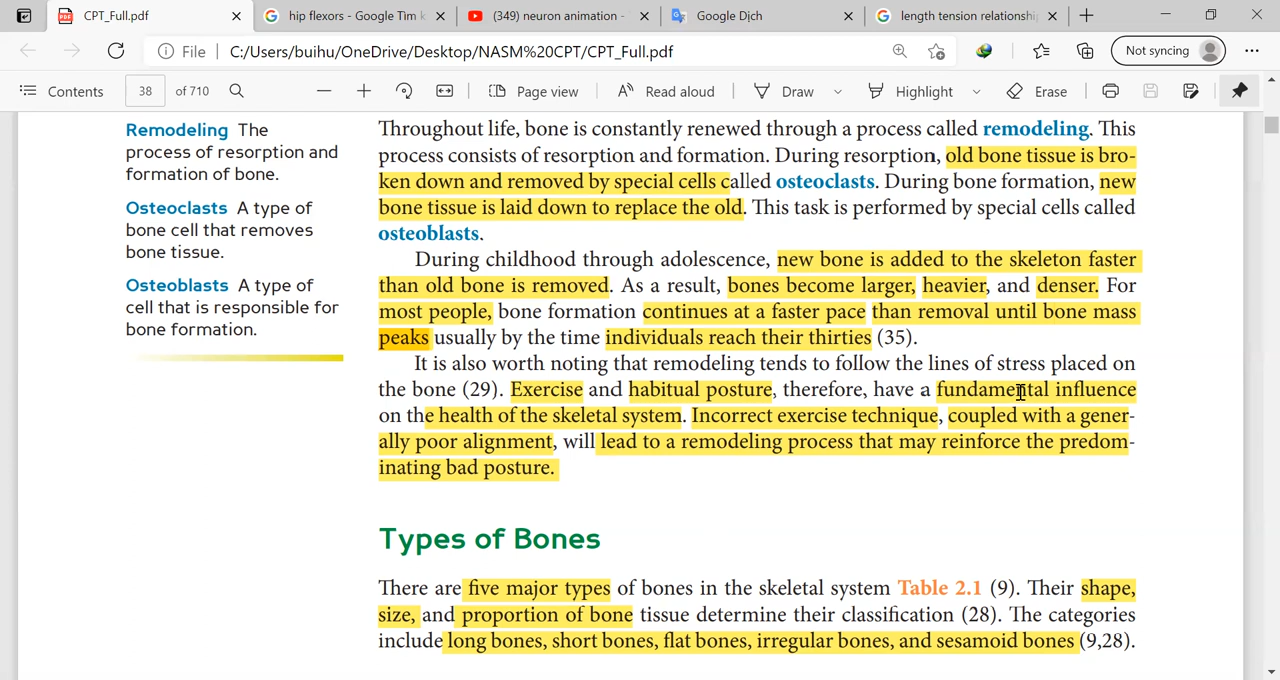 CPT_Full.pdf
hip flexors - Google Tìm k
(349) neuron animation -
Google Dịch
length tension relationship
File
C:/Users/buihu/OneDrive/Desktop/NASM%20CPT/CPT_Full.pdf
Not syncing
Contents
38 of 710
Page view
Read aloud
Draw
Highlight
Erase
Remodeling The
process of resorption and
formation of bone.
Osteoclasts A type of
bone cell that removes
bone tissue.
Osteoblasts A type of
cell that is responsible for
bone formation.
Throughout life, bone is constantly renewed through a process called remodeling. This
process consists of resorption and formation. During resorption, old bone tissue is bro-
ken down and removed by special cells called osteoclasts. During bone formation, new
bone tissue is laid down to replace the old. This task is performed by special cells called
osteoblasts.
During childhood through adolescence, new bone is added to the skeleton faster
than old bone is removed. As a result, bones become larger, heavier, and denser. For
most people, bone formation continues at a faster pace than removal until bone mass
peaks usually by the time individuals reach their thirties (35).
It is also worth noting that remodeling tends to follow the lines of stress placed on
the bone (29). Exercise and habitual posture, therefore, have a fundamental influence
on the health of the skeletal system. Incorrect exercise technique, coupled with a gener-
ally poor alignment, will lead to a remodeling process that may reinforce the predom-
inating bad posture.
Types of Bones
There are five major types of bones in the skeletal system Table 2.1 (9). Their shape,
size, and proportion of bone tissue determine their classification (28). The categories
include long bones, short bones, flat bones, irregular bones, and sesamoid bones (9,28).